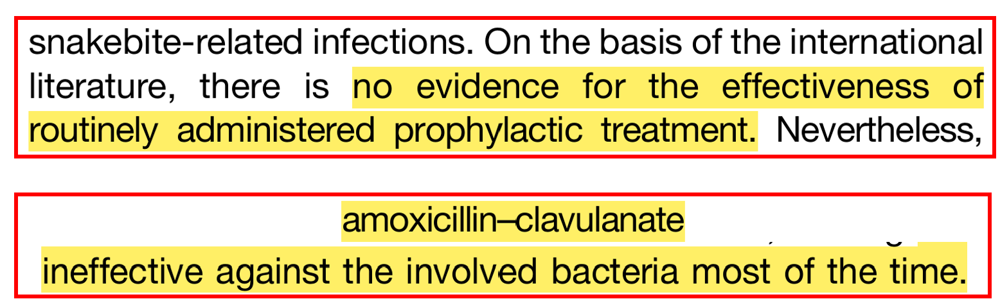 snakebite-related infections. On the basis of the international
literature, there is no evidence for the effectiveness of
routinely administered prophylactic treatment. Nevertheless,
amoxicillin–clavulanate
ineffective against the involved bacteria most of the time.